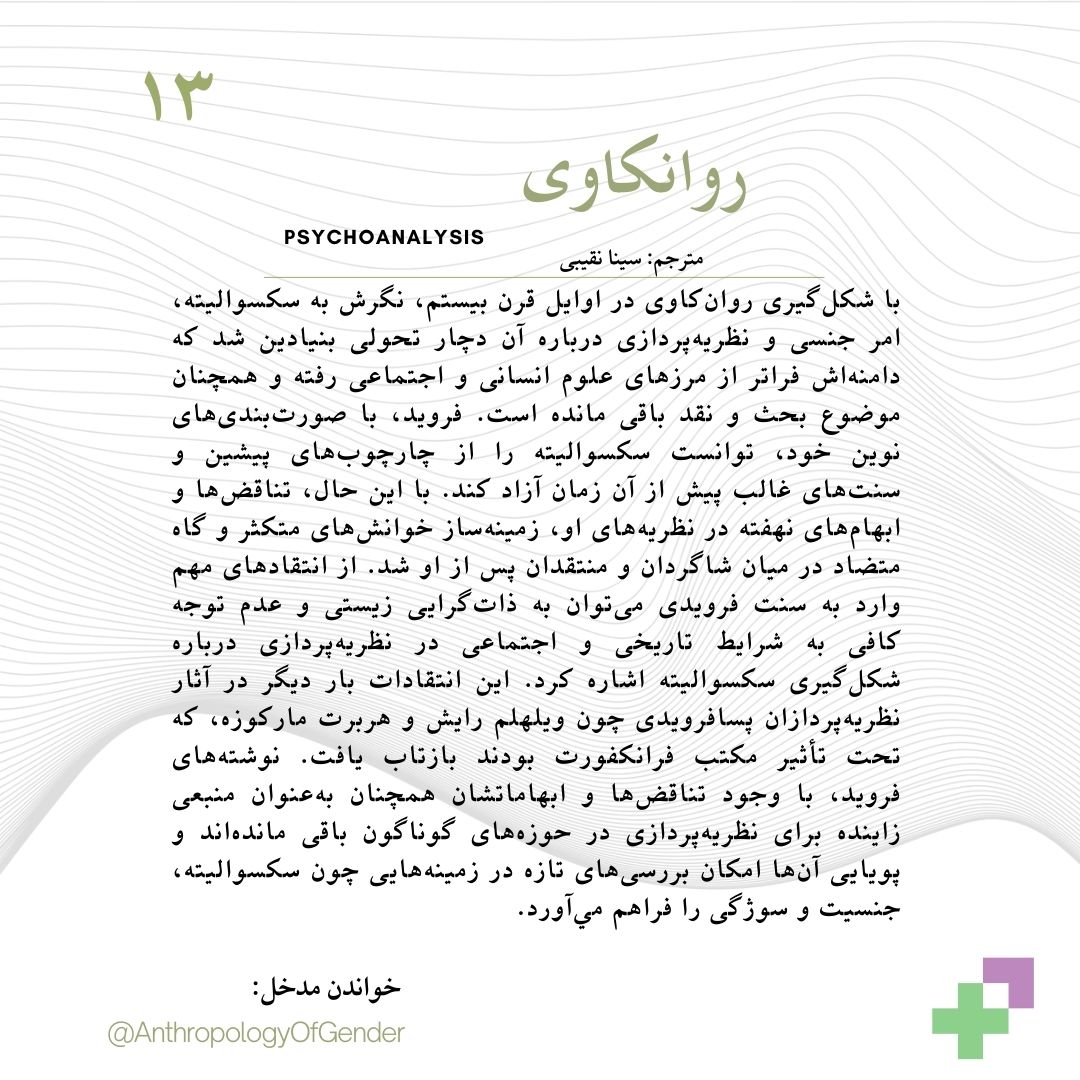 ۱۳
روانکاوی
PSYCHOANALYSIS
مترجم: سینا نقیبی
با شکل‌گیری روان‌کاوی در اوایل قرن بیستم، نگرش به سکسوالیته،
امر جنسی و نظریه‌پردازی درباره آن دچار تحولی بنیادین شد که
دامنه‌اش فراتر از مرزهای علوم انسانی و اجتماعی رفته و همچنان
موضوع بحث و نقد باقی مانده است. فروید، با صورت‌بندی‌های
نوین خود، توانست سکسوالیته را از چارچوب‌های پیشین و
سنت‌های غالب پیش از آن زمان آزاد کند. با این حال، تناقض‌ها و
ابهام‌های نهفته در نظریه‌های او، زمینه‌ساز خوانش‌های متکثر و گاه
متضاد در میان شاگردان و منتقدان پس از او شد. از انتقادهای مهم
وارد به سنت فرویدی می‌توان به ذات‌گرایی زیستی و عدم توجه
کافی به شرایط تاریخی و اجتماعی در نظریه‌پردازی درباره
شکل‌گیری سکسوالیته اشاره کرد. این انتقادات بار دیگر در آثار
نظریه‌پردازان پسافرویدی چون ویلهلم رایش و هربرت مارکوزه، که
تحت تأثیر مکتب فرانکفورت بودند بازتاب یافت. نوشته‌های
فروید، با وجود تناقض‌ها و ابهاماتشان همچنان به‌عنوان منبعی
زاینده برای نظریه‌پردازی در حوزه‌های گوناگون باقی مانده‌اند و
پویایی آن‌ها امکان بررسی‌های تازه در زمینه‌هایی چون سکسوالیته،
جنسیت و سوژگی را فراهم مي‌آورد.
خواندن مدخل:
@AnthropologyOfGender